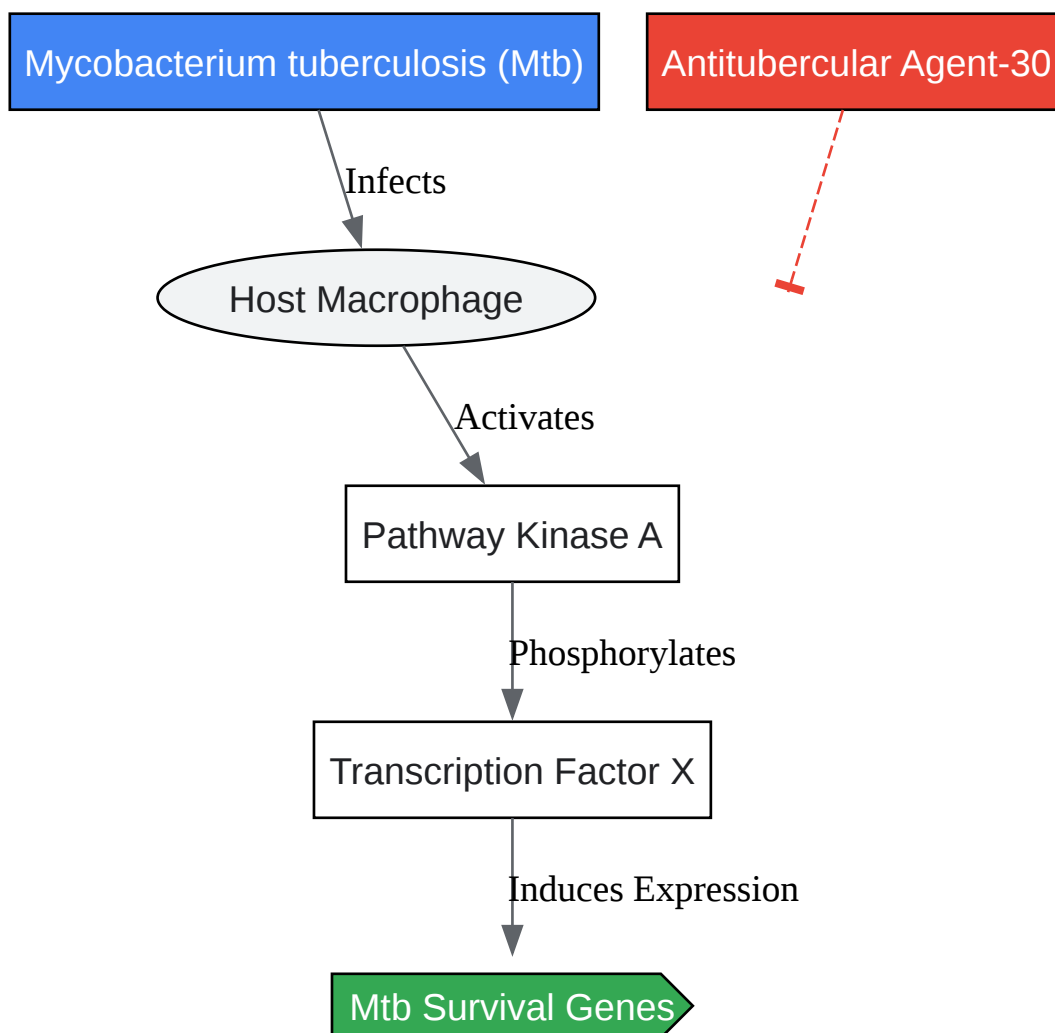 Mycobacterium tuberculosis (Mtb)
Antitubercular Agent-30
Infects
Host Macrophage
Activates
Pathway Kinase A
Phosphorylates
Transcription Factor X
Induces Expression
Mtb Survival Genes